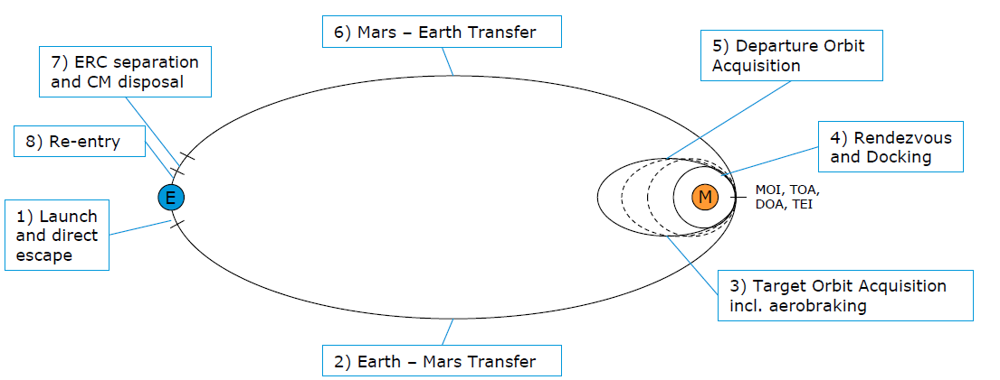 6) Mars – Earth Transfer
5) Departure Orbit
Acquisition
7) ERC separation
and CM disposal
8) Re-entry
4) Rendezvous
and Docking
E
M
MOI, TOA,
DOA, TEI
1) Launch
and direct
escape
3) Target Orbit Acquisition
incl. aerobraking
2) Earth – Mars Transfer